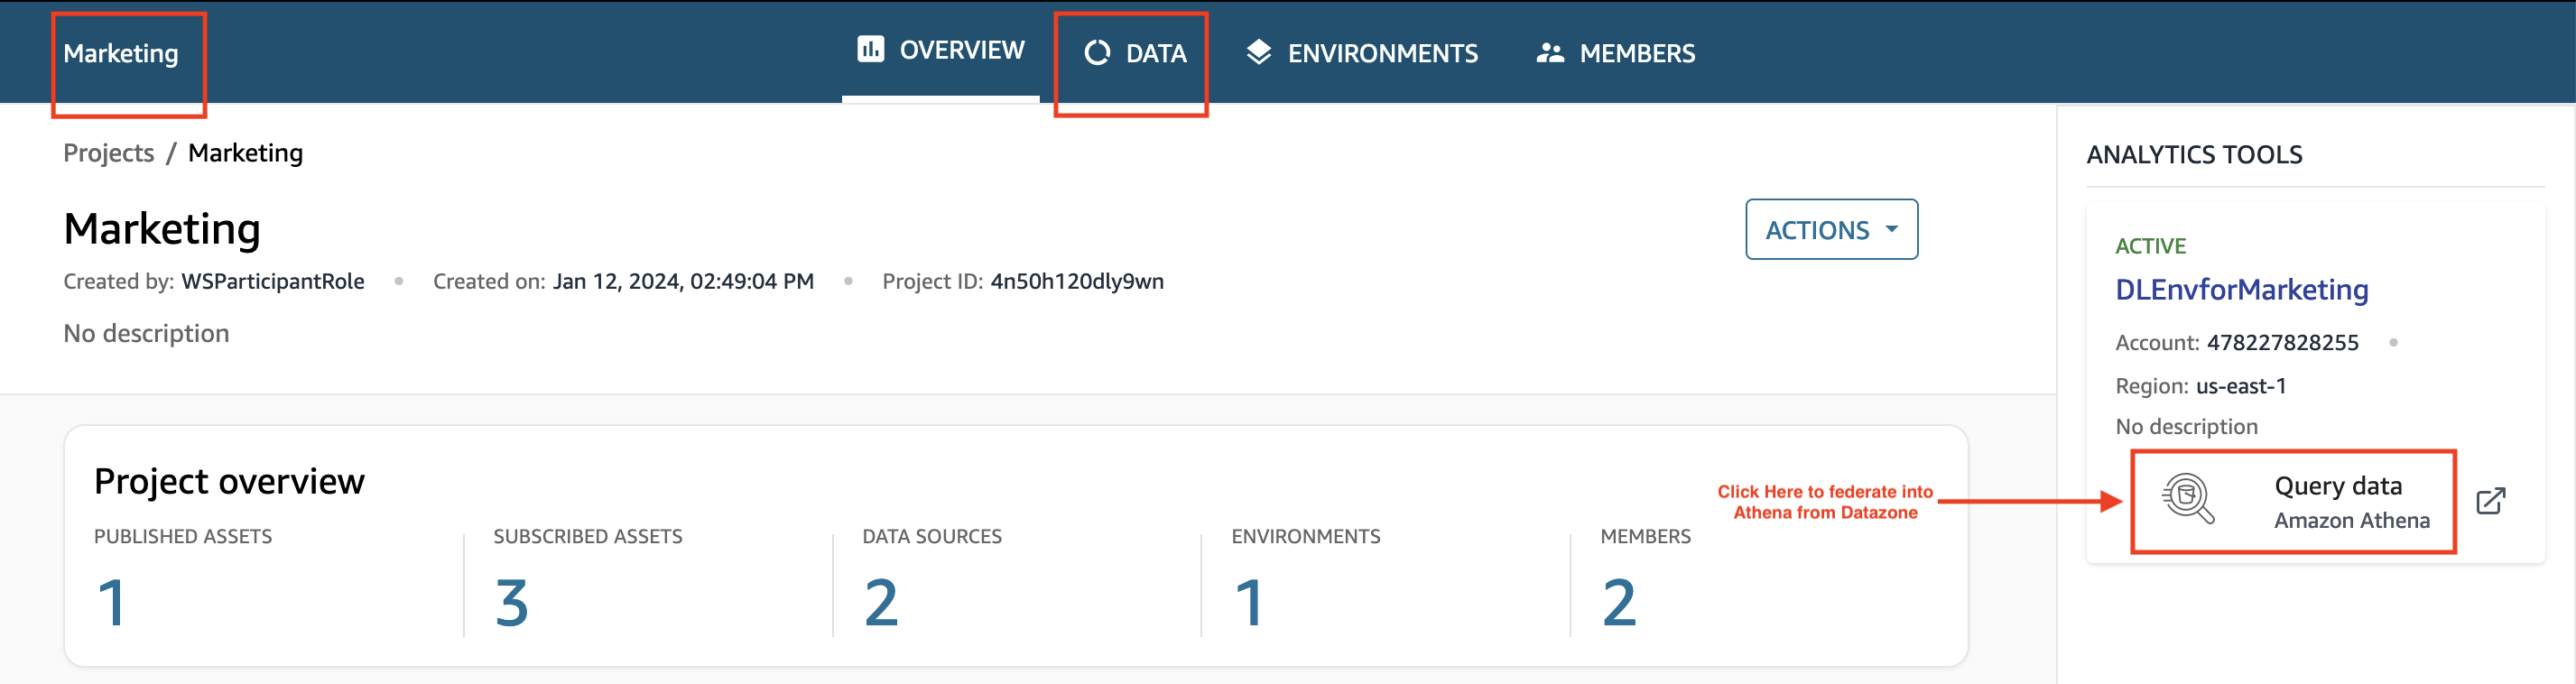 Marketing
OVERVIEW
DATA
ENVIRONMENTS
MEMBERS
Projects / Marketing
Marketing
ACTIONS
Created by: WSParticipantRole • Created on: Jan 12, 2024, 02:49:04 PM • Project ID: 4n50h120dly9wn
No description
Project overview
PUBLISHED ASSETS
1
SUBSCRIBED ASSETS
3
DATA SOURCES
2
ENVIRONMENTS
1
MEMBERS
2
Click Here to federate into
Athena from Datazone
ANALYTICS TOOLS
ACTIVE
DLEnvforMarketing
Account: 478227828255 •
Region: us-east-1
No description
Query data
Amazon Athena